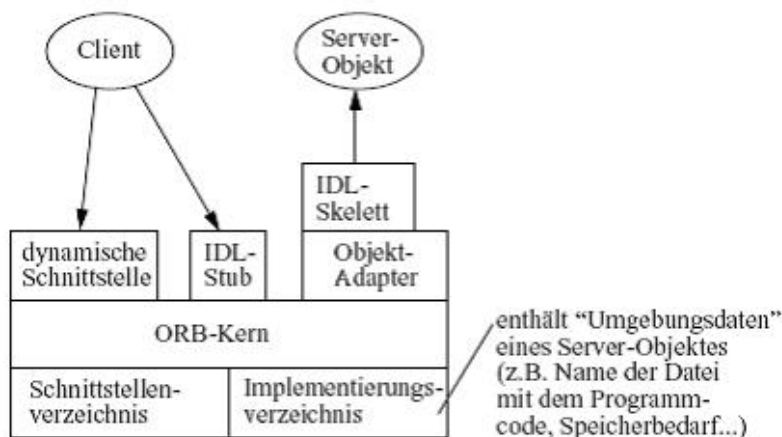 Client
Server-
Objekt
IDL-
Skelett
dynamische
Schnittstelle
IDL-
Stub
Objekt-
Adapter
ORB-Kern
Schnittstellen-
verzeichnis
Implementierungs-
verzeichnis
enthält “Umgebungsdaten”
eines Server-Objektes
(z.B. Name der Datei
mit dem Programm-
code, Speicherbedarf...)